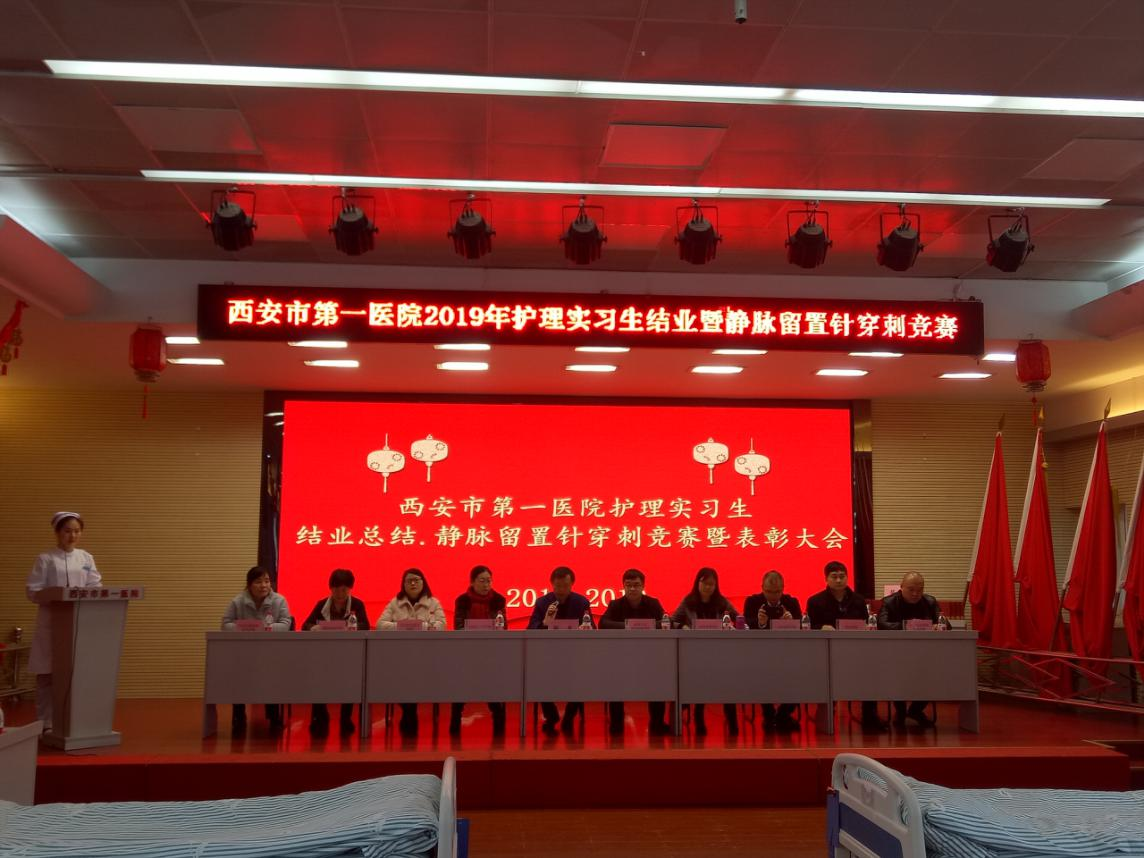 西安市第一医院2019年护理实习生结业暨静脉留置针穿刺竞赛
西安市第一医院护理实习生
结业总结.静脉留置针穿刺竞赛暨表彰大会
西安市第一医院